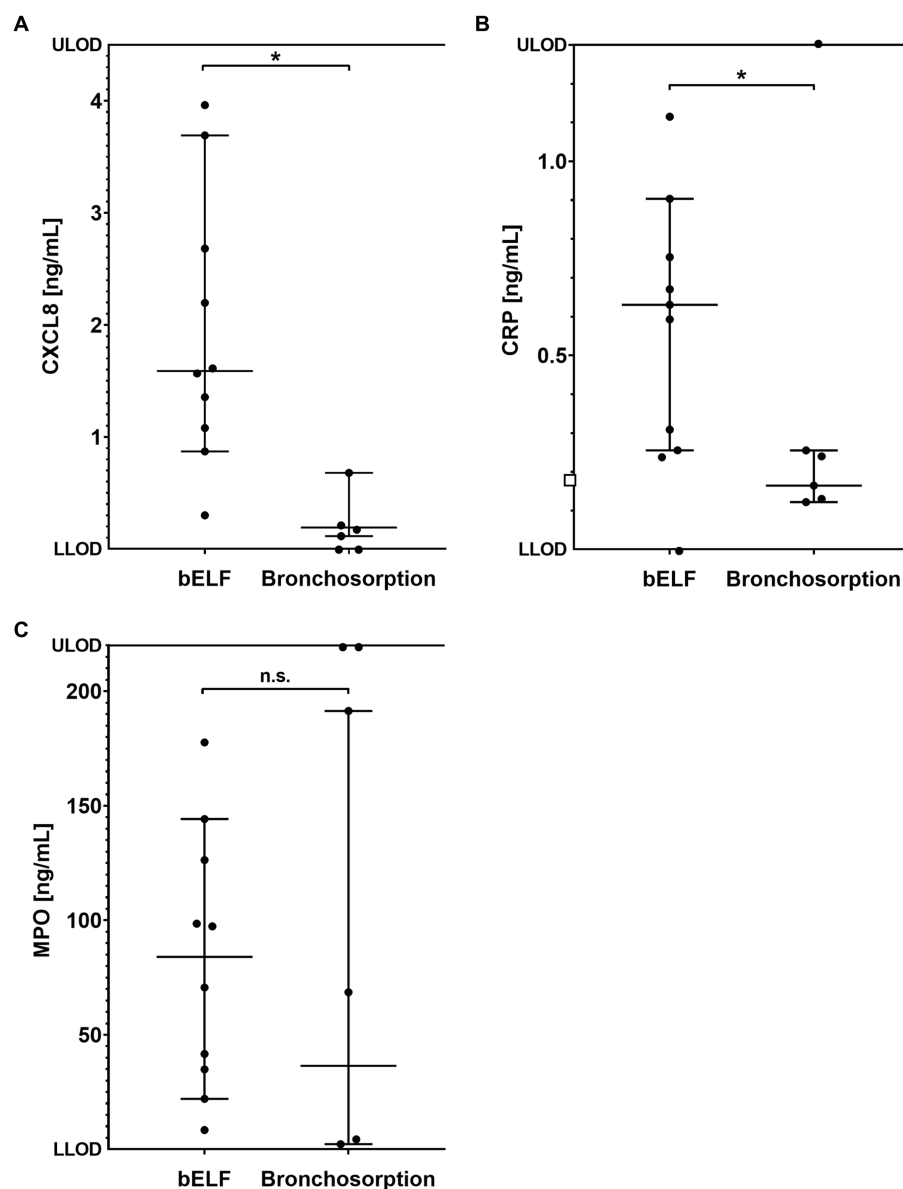 A
ULOD
*
4
3
2
1
LLOD
CXCL8 [ng/mL]
bELF
Bronchosorption
B
ULOD
*
1.0
0.5
LLOD
CRP [ng/mL]
bELF
Bronchosorption
C
ULOD
n.s.
200
150
100
50
LLOD
MPO [ng/mL]
bELF
Bronchosorption